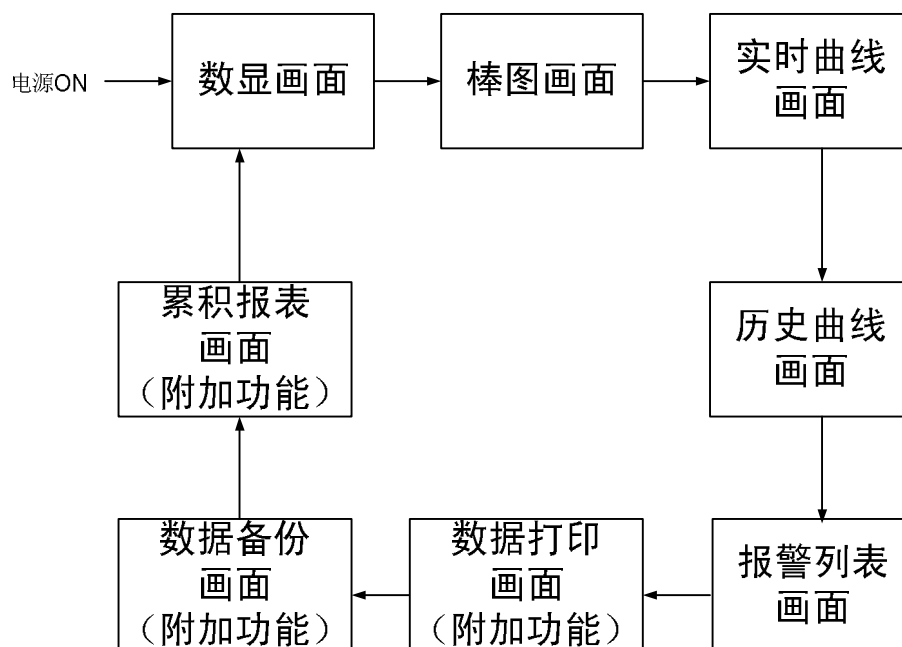 电源ON
数显画面
棒图画面
实时曲线
画面
历史曲线
画面
报警列表
画面
数据打印
画面
（附加功能）
数据备份
画面
（附加功能）
累积报表
画面
（附加功能）